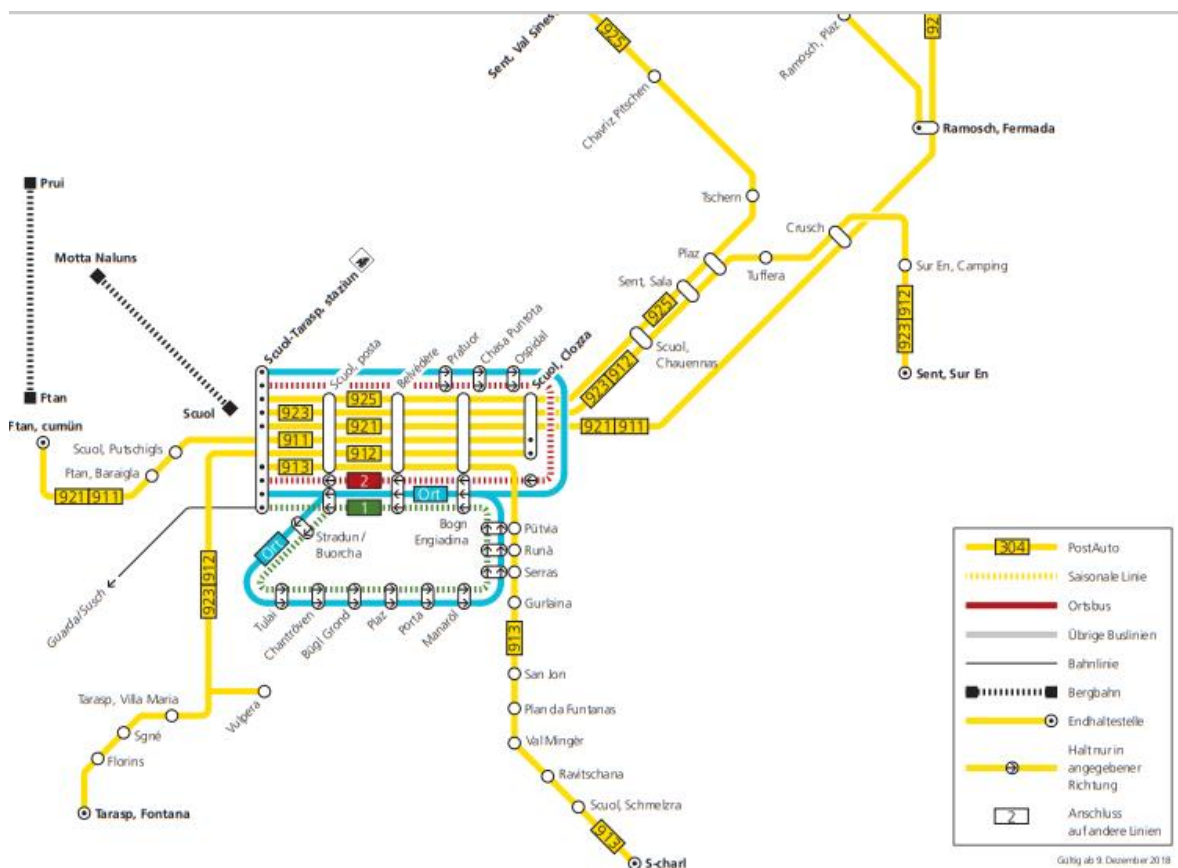 Sent, Val Sines
925
Ramosch, Plaz
92
Chavriz Pitschen
Ramosch, Fermada
Prui
Tschern
Crusch
Motta Naluns
Plaz
Tuffera
Sur En, Camping
Sent, Sala
Scuol-Tarasp, staziun
925
923 912
Scuol, posta
Belvédère
Pratuor
Chasa Puntota
Ospidal
Scuol, Clozza
Scuol,
Chauennas
923 912
Sent, Sur En
Ftan
Scuol
925
923
921
921 911
Ftan, cumün
911
Scuol, Putschigls
912
Ftan, Baraigla
913
2
921 911
Ort
1
Stradun /
Buorcha
Bogn
Engiadina
Pütvia
Runà
Serras
Ort
Guarda/Susch
923 912
Tulai
Chantröven
Bügl Grond
Plaz
Porta
Manaröl
Gurlaina
913
San Jon
Tarasp, Villa Maria
Vulpera
Plan da Funtanas
Sgné
Val Mingèr
Florins
Ravitschana
Tarasp, Fontana
Scuol, Schmelzra
913
S-charl
304
PostAuto
Saisonale Linie
Ortsbus
Übrige Buslinien
Bahnlinie
Bergbahn
Endhaltestelle
Halt nur in
angegebener
Richtung
2
Anschluss
auf andere Linien
Gültig ab 9. Dezember 2018